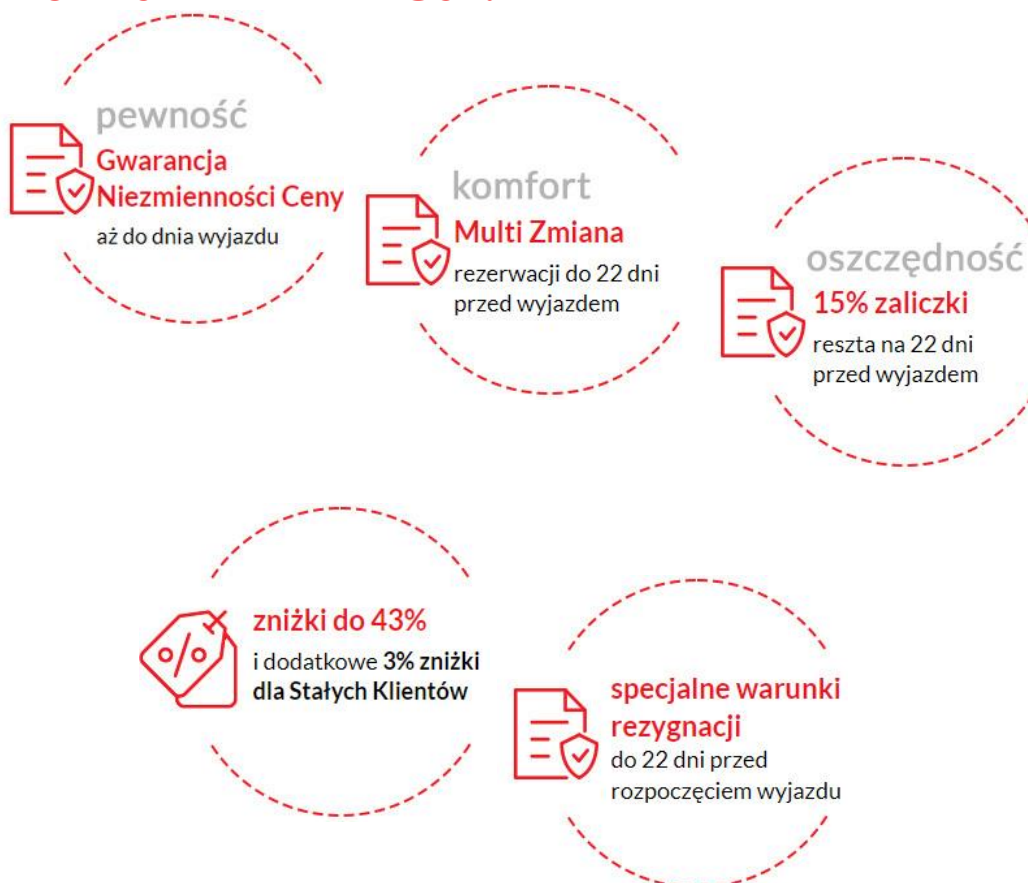 pewność
Gwarancja
Niezmienności Ceny
aż do dnia wyjazdu
komfort
Multi Zmiana
rezerwacji do 22 dni
przed wyjazdem
oszczędność
15% zaliczki
reszta na 22 dni
przed wyjazdem
zniżki do 43%
i dodatkowe 3% zniżki
dla Stałych Klientów
specjalne warunki
rezygnacji
do 22 dni przed
rozpoczęciem wyjazdu